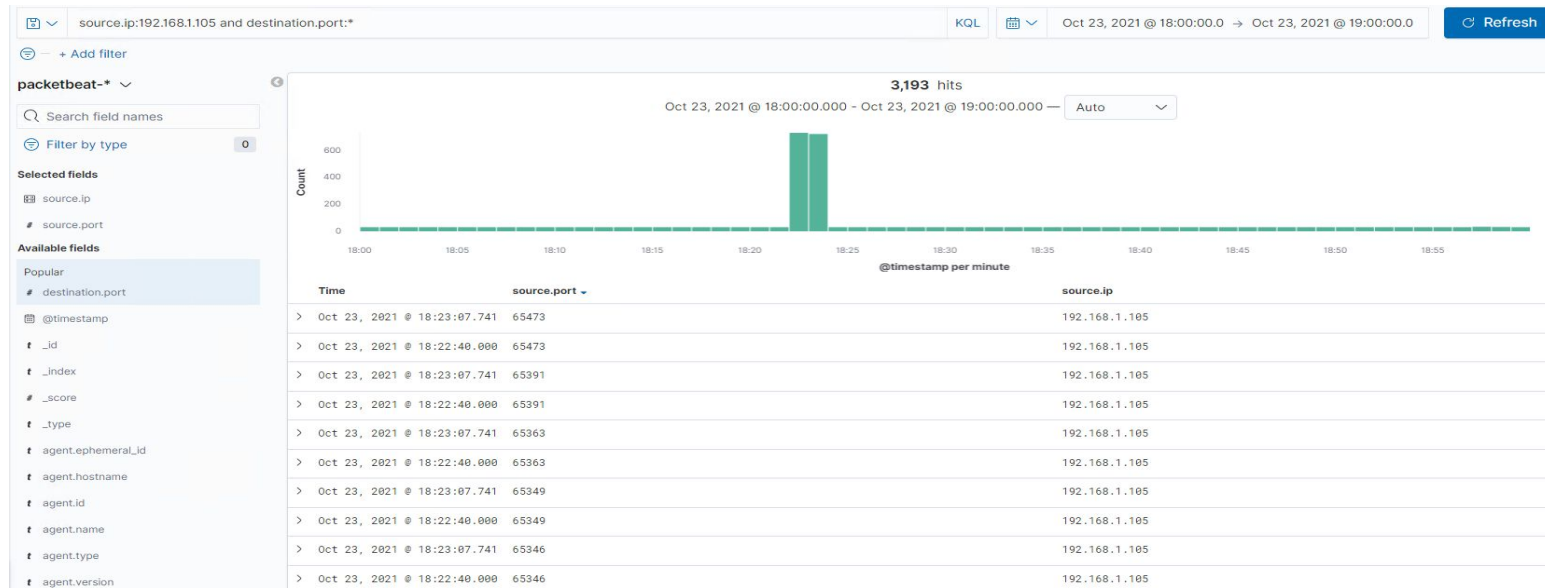 source.ip:192.168.1.105 and destination.port:* KQL Oct 23, 2021 @ 18:00:00.0 → Oct 23, 2021 @ 19:00:00.0 Refresh
+ Add filter
packetbeat-*
Search field names
Filter by type 0
Selected fields
source.ip
# source.port
Available fields
Popular
# destination.port
@timestamp
t _id
t _index
# _score
t _type
t agent.ephemeral_id
t agent.hostname
t agent.id
t agent.name
t agent.type
t agent.version
3,193 hits
Oct 23, 2021 @ 18:00:00.000 - Oct 23, 2021 @ 19:00:00.000 — Auto
Count
600
400
200
0
18:00 18:05 18:10 18:15 18:20 18:25 18:30 18:35 18:40 18:45 18:50 18:55
@timestamp per minute
Time source.port source.ip
> Oct 23, 2021 @ 18:23:07.741 65473 192.168.1.105
> Oct 23, 2021 @ 18:22:40.000 65473 192.168.1.105
> Oct 23, 2021 @ 18:23:07.741 65391 192.168.1.105
> Oct 23, 2021 @ 18:22:40.000 65391 192.168.1.105
> Oct 23, 2021 @ 18:23:07.741 65363 192.168.1.105
> Oct 23, 2021 @ 18:22:40.000 65363 192.168.1.105
> Oct 23, 2021 @ 18:23:07.741 65349 192.168.1.105
> Oct 23, 2021 @ 18:22:40.000 65349 192.168.1.105
> Oct 23, 2021 @ 18:23:07.741 65346 192.168.1.105
> Oct 23, 2021 @ 18:22:40.000 65346 192.168.1.105